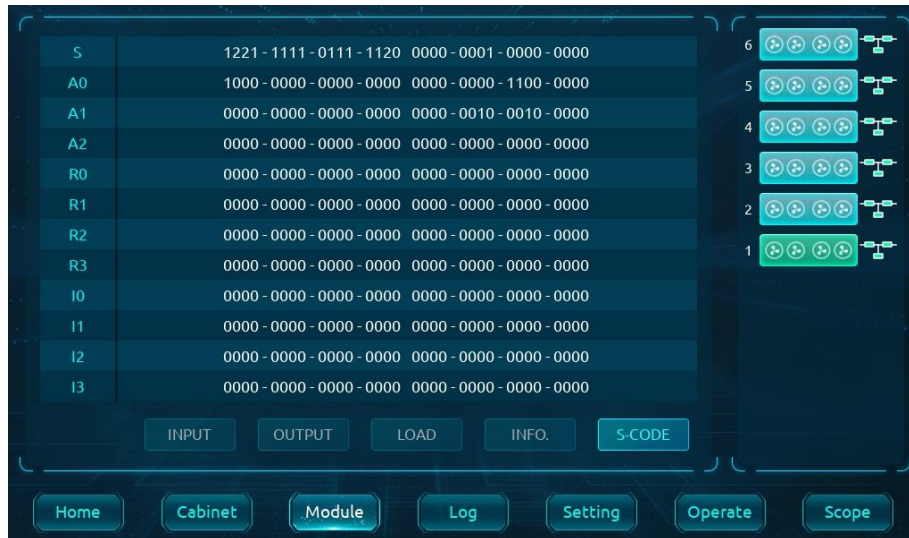 S 1221 - 1111 - 0111 - 1120 0000 - 0001 - 0000 - 0000
A0 1000 - 0000 - 0000 - 0000 0000 - 0000 - 1100 - 0000
A1 0000 - 0000 - 0000 - 0000 0000 - 0010 - 0010 - 0000
A2 0000 - 0000 - 0000 - 0000 0000 - 0000 - 0000 - 0000
R0 0000 - 0000 - 0000 - 0000 0000 - 0000 - 0000 - 0000
R1 0000 - 0000 - 0000 - 0000 0000 - 0000 - 0000 - 0000
R2 0000 - 0000 - 0000 - 0000 0000 - 0000 - 0000 - 0000
R3 0000 - 0000 - 0000 - 0000 0000 - 0000 - 0000 - 0000
I0 0000 - 0000 - 0000 - 0000 0000 - 0000 - 0000 - 0000
I1 0000 - 0000 - 0000 - 0000 0000 - 0000 - 0000 - 0000
I2 0000 - 0000 - 0000 - 0000 0000 - 0000 - 0000 - 0000
I3 0000 - 0000 - 0000 - 0000 0000 - 0000 - 0000 - 0000
INPUT OUTPUT LOAD INFO. S-CODE
6
5
4
3
2
1
Home Cabinet Module Log Setting Operate Scope